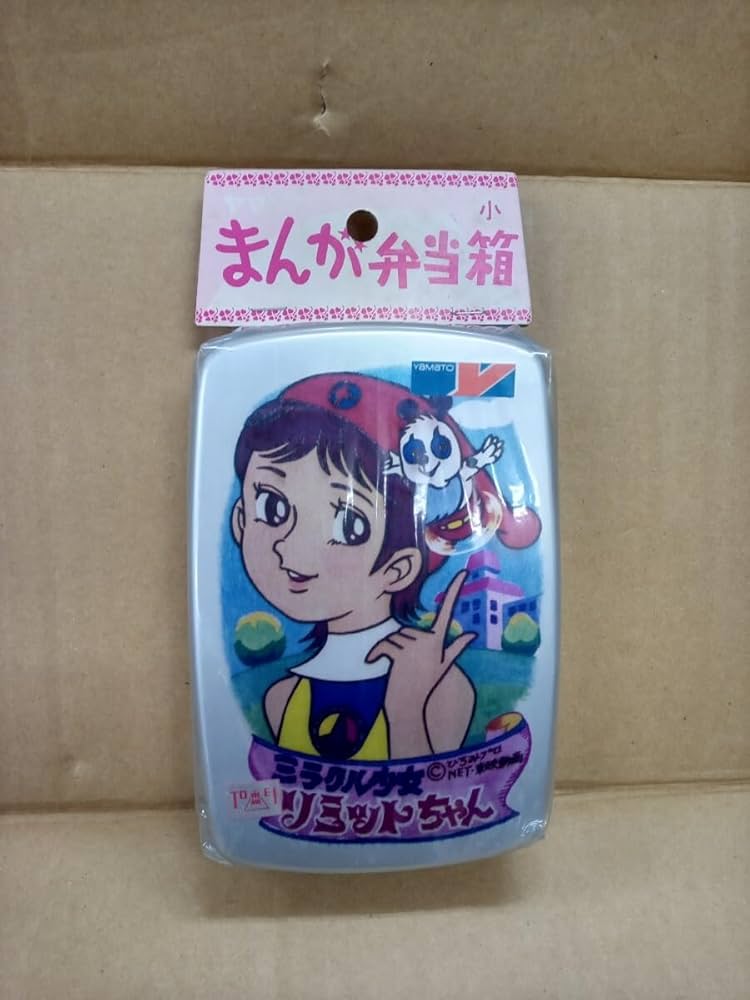 小
まんが弁当箱
YAMATO
ミラクル少女
リミットちゃん
©ひろみプロ
NET・東映動画
TOEI